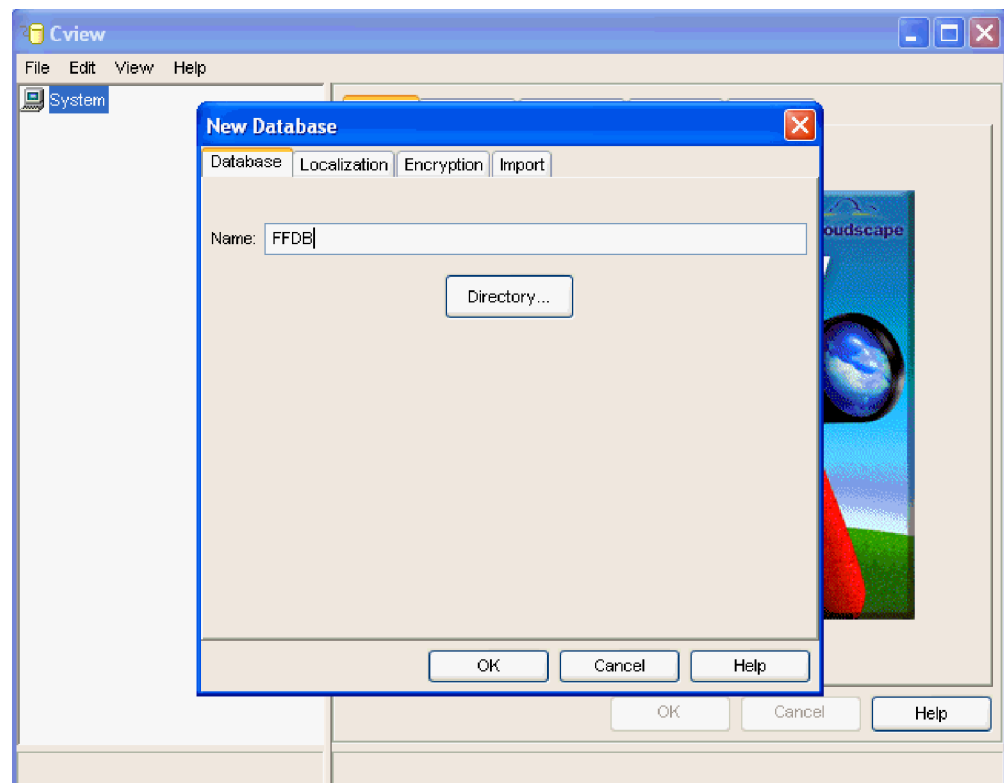 Cview
File Edit View Help
System
New Database
Database Localization Encryption Import
oudscape
Name: FFDB
Directory...
OK Cancel Help
OK Cancel Help